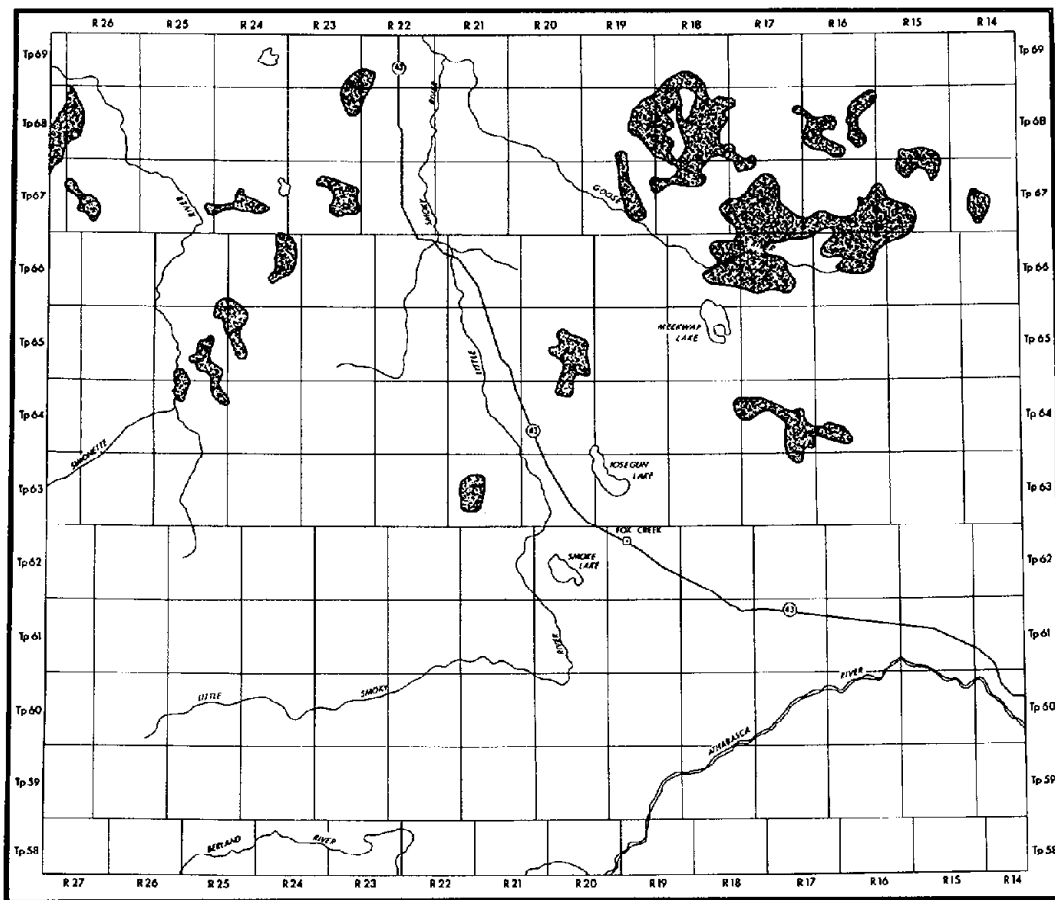 R 26 R 25 R 24 R 23 R 22 R 21 R 20 R 19 R 18 R 17 R 16 R 15 R 14
Tp 69 Tp 69
43
RIVER
Tp 68 Tp 68
Tp 67 Tp 67
RIVER
SMOKY
GOOSE
Tp 66 Tp 66
Tp 65 Tp 65
MEEKWAP
LAKE
LITTLE
Tp 64 Tp 64
43
SIMONETTE
IOSEGUN
LAKE
Tp 63 Tp 63
FOX CREEK
Tp 62 Tp 62
SMOKE
LAKE
43
Tp 61 Tp 61
RIVER
RIVER
LITTLE SMOKY
Tp 60 Tp 60
ATHABASCA
Tp 59 Tp 59
BERLAND RIVER
Tp 58 Tp 58
R 27 R 26 R 25 R 24 R 23 R 22 R 21 R 20 R 19 R 18 R 17 R 16 R 15 R 14